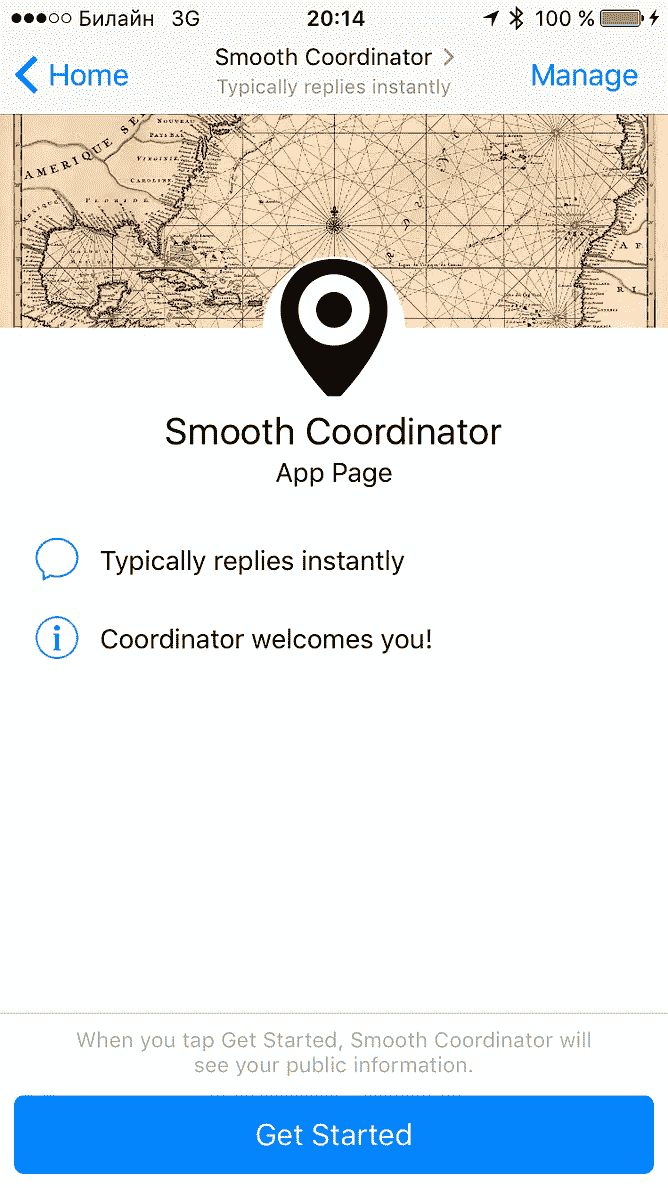 Билайн 3G 20:14 100 %
Home
Smooth Coordinator
Typically replies instantly
Manage
AMERIQUE SE
NOUVEAU
PAYS BAS
VIRGINIE
CAROLINE
FLORIDE
MEXIQUE
AF
RI
Smooth Coordinator
App Page
Typically replies instantly
Coordinator welcomes you!
When you tap Get Started, Smooth Coordinator will
see your public information.
Get Started